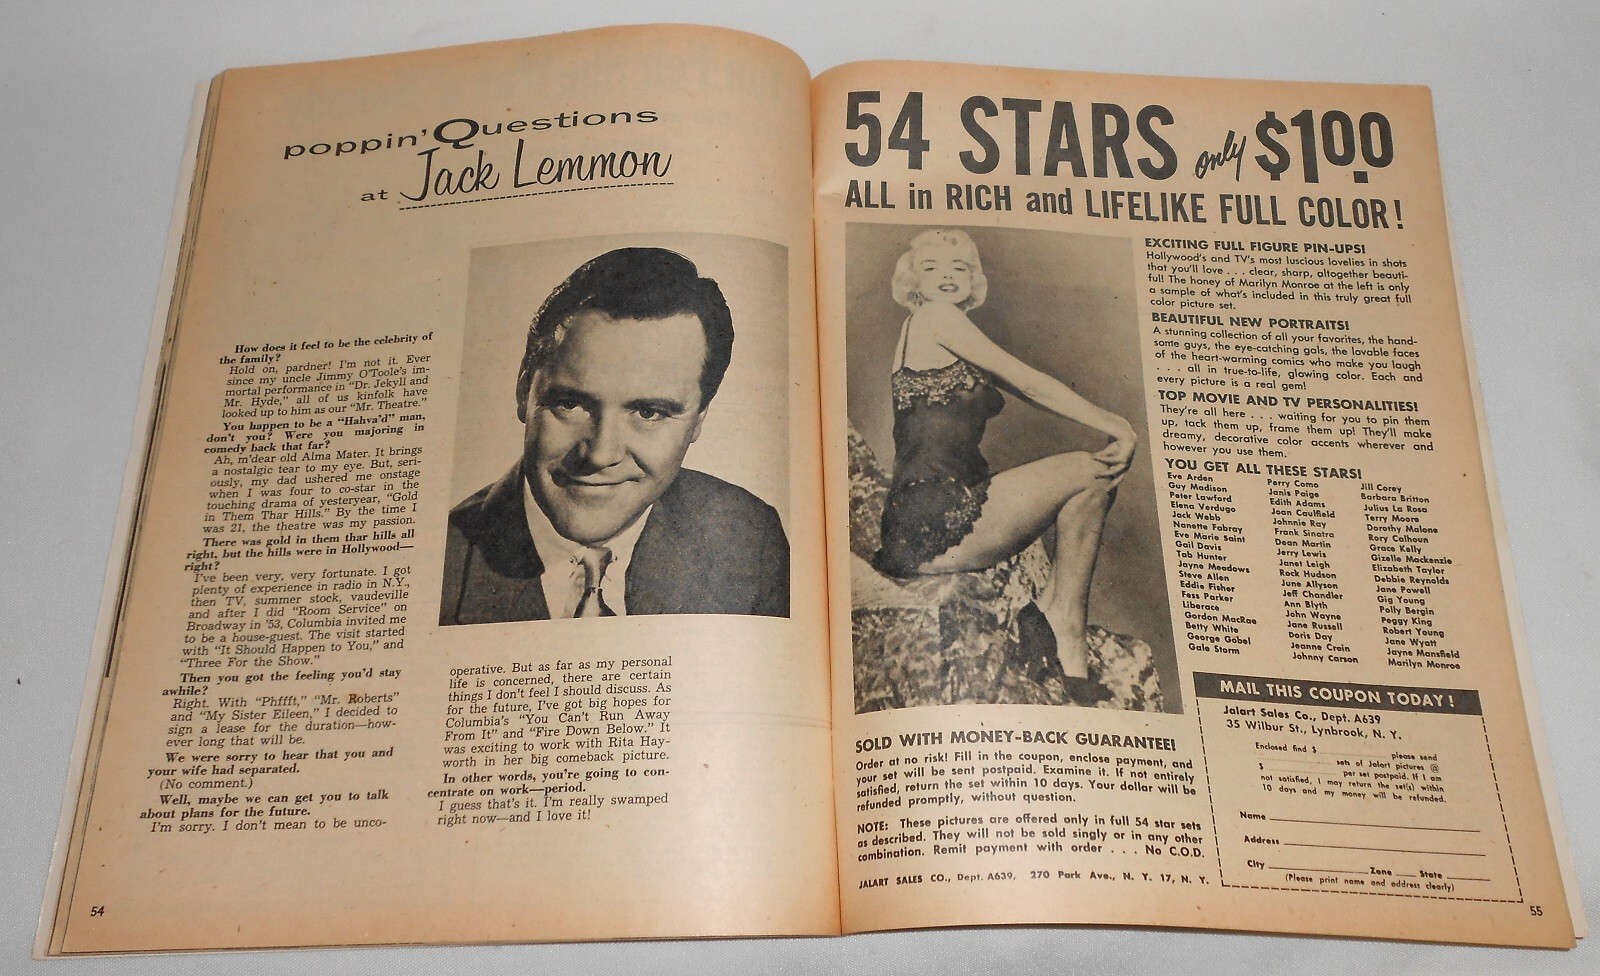 poppin' Questions
at Jack Lemmon
How does it feel to be the celebrity of
the family?
Hold on, pardner! I'm not it. Ever
since my uncle Jimmy O'Toole's im-
mortal performance in "Dr. Jekyll and
Mr. Hyde," all of us kinfolk have
looked up to him as our "Mr. Theatre."
You happen to be a "Hahva'd" man,
don't you? Were you majoring in
comedy back that far?
Ah, m'dear old Alma Mater. It brings
a nostalgic tear to my eye. But, seri-
ously, my dad ushered me onstage
when I was four to co-star in the
touching drama of yesteryear, "Gold
in Them Thar Hills." By the time I
was 21, the theatre was my passion.
There was gold in them thar hills all
right, but the hills were in Hollywood—
right?
I've been very, very fortunate. I got
plenty of experience in radio in N.Y.,
then TV, summer stock, vaudeville
and after I did "Room Service" on
Broadway in '53, Columbia invited me
to be a house-guest. The visit started
with "It Should Happen to You," and
"Three For the Show."
Then you got the feeling you'd stay
awhile?
Right. With "Phffft," "Mr. Roberts"
and "My Sister Eileen," I decided to
sign a lease for the duration—how-
ever long that will be.
We were sorry to hear that you and
your wife had separated.
(No comment.)
Well, maybe we can get you to talk
about plans for the future.
I'm sorry. I don't mean to be unco-
operative. But as far as my personal
life is concerned, there are certain
things I don't feel I should discuss. As
for the future, I've got big hopes for
Columbia's "You Can't Run Away
From It" and "Fire Down Below." It
was exciting to work with Rita Hay-
worth in her big comeback picture.
In other words, you're going to con-
centrate on work—period.
I guess that's it. I'm really swamped
right now—and I love it!
54
54 STARS only $1.00
ALL in RICH and LIFELIKE FULL COLOR!
EXCITING FULL FIGURE PIN-UPS!
Hollywood's and TV's most luscious lovelies in shots
that you'll love . . . clear, sharp, altogether beauti-
ful! The honey of Marilyn Monroe at the left is only
a sample of what's included in this truly great full
color picture set.
BEAUTIFUL NEW PORTRAITS!
A stunning collection of all your favorites, the hand-
some guys, the eye-catching gals, the lovable faces
of the heart-warming comics who make you laugh
. . . all in true-to-life, glowing color. Each and
every picture is a real gem!
TOP MOVIE AND TV PERSONALITIES!
They're all here . . . waiting for you to pin them
up, tack them up, frame them up! They'll make
dreamy, decorative color accents wherever and
however you use them.
YOU GET ALL THESE STARS!
Eve Arden
Guy Madison
Peter Lawford
Elena Verdugo
Jack Webb
Nanette Fabray
Eve Marie Saint
Gail Davis
Tab Hunter
Jayne Meadows
Steve Allen
Eddie Fisher
Fess Parker
Liberace
Gordon MacRae
Betty White
George Gobel
Gale Storm
Perry Como
Janis Paige
Edith Adams
Joan Caulfield
Johnnie Ray
Frank Sinatra
Dean Martin
Jerry Lewis
Janet Leigh
Rock Hudson
June Allyson
Jeff Chandler
Ann Blyth
John Wayne
Jane Russell
Doris Day
Jeanne Crain
Johnny Carson
Jill Corey
Barbara Britton
Julius La Rosa
Terry Moore
Dorothy Malone
Rory Calhoun
Grace Kelly
Gizelle Mackenzie
Elizabeth Taylor
Debbie Reynolds
Jane Powell
Gig Young
Polly Bergin
Peggy King
Robert Young
Jane Wyatt
Jayne Mansfield
Marilyn Monroe
SOLD WITH MONEY-BACK GUARANTEE!
Order at no risk! Fill in the coupon, enclose payment, and
your set will be sent postpaid. Examine it. If not entirely
satisfied, return the set within 10 days. Your dollar will be
refunded promptly, without question.
NOTE: These pictures are offered only in full 54 star sets
as described. They will not be sold singly or in any other
combination. Remit payment with order . . . No C.O.D.
JALART SALES CO., Dept. A639, 270 Park Ave., N. Y. 17, N. Y.
MAIL THIS COUPON TODAY!
Jalart Sales Co., Dept. A639
35 Wilbur St., Lynbrook, N. Y.
Enclosed find $ please send
$ sets of Jalart pictures @
per set postpaid. If I am
not satisfied, I may return the set(s) within
10 days and my money will be refunded.
Name
Address
City Zone State
(Please print name and address clearly)
55